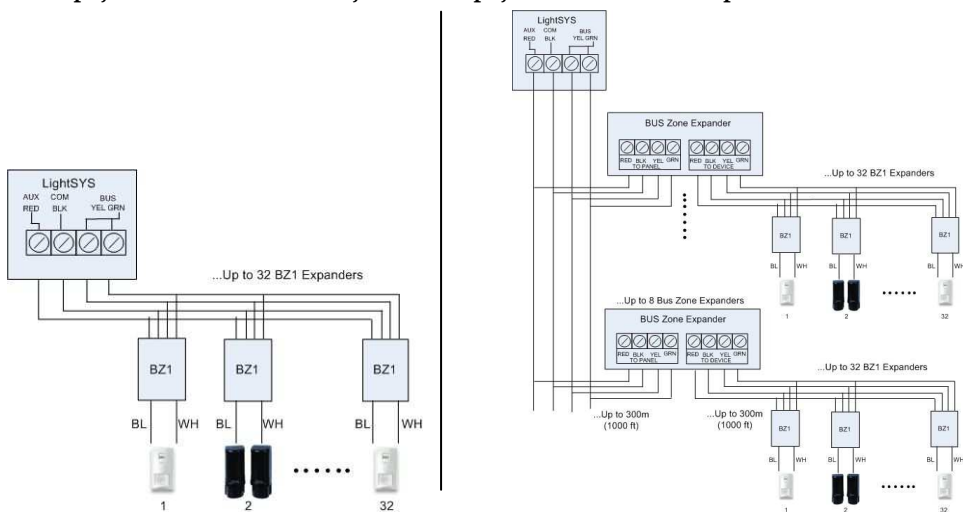 LightSYS
AUX COM BUS
RED BLK YEL GRN
...Up to 32 BZ1 Expanders
BZ1 BZ1 BZ1
BL WH BL WH BL WH
1 2 32
LightSYS
AUX COM BUS
RED BLK YEL GRN
BUS Zone Expander
RED BLK YEL GRN RED BLK YEL GRN
TO PANEL TO DEVICE
...Up to 32 BZ1 Expanders
BZ1 BZ1 BZ1
BL WH BL WH BL WH
1 2 32
...Up to 8 Bus Zone Expanders
BUS Zone Expander
RED BLK YEL GRN RED BLK YEL GRN
TO PANEL TO DEVICE
...Up to 32 BZ1 Expanders
...Up to 300m ...Up to 300m
(1000 ft) (1000 ft)
BZ1 BZ1 BZ1
BL WH BL WH BL WH
1 2 32